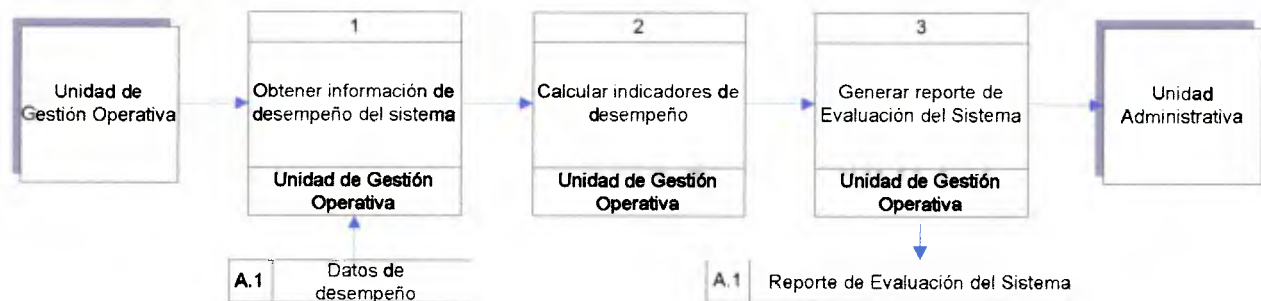 Unidad de
Gestión Operativa
1
Obtener información de
desempeño del sistema
Unidad de Gestión
Operativa
2
Calcular indicadores de
desempeño
Unidad de Gestión
Operativa
3
Generar reporte de
Evaluación del Sistema
Unidad de Gestión
Operativa
Unidad
Administrativa
A.1
Datos de
desempeño
A.1
Reporte de Evaluación del Sistema